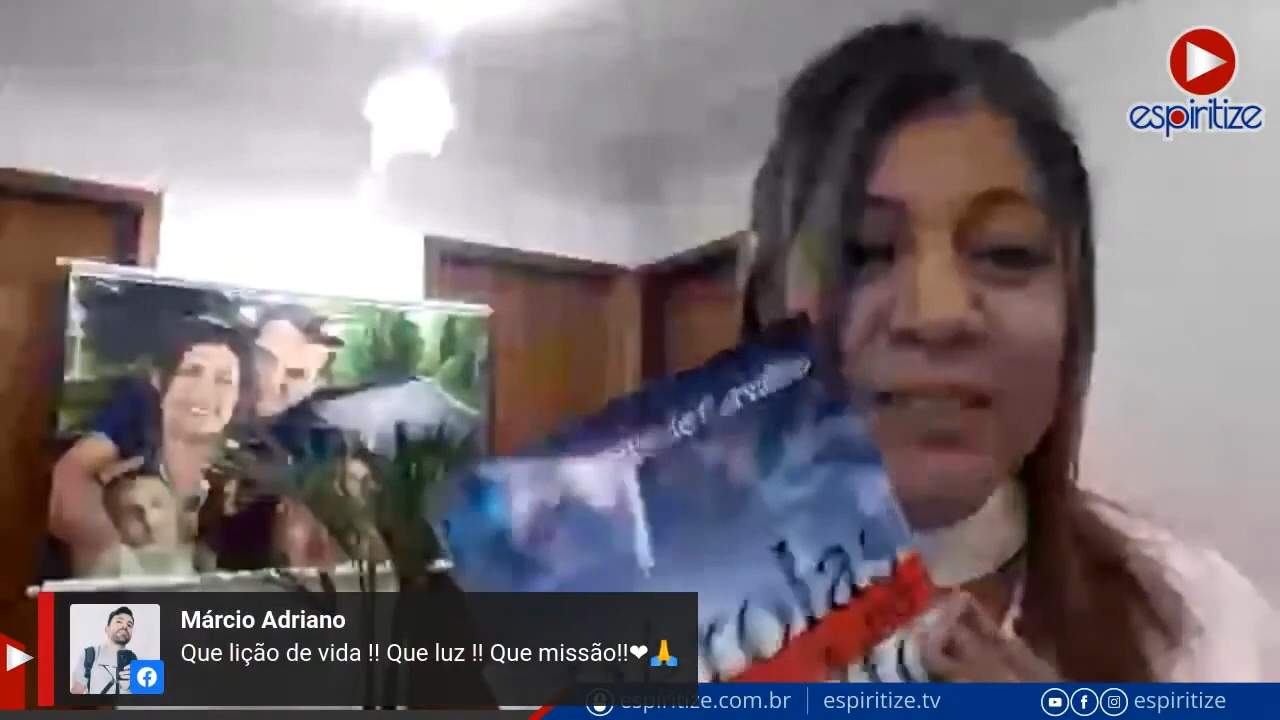 espiritize
Márcio Adriano
Que lição de vida !! Que luz !! Que missão!!❤🙏
espiritize.com.br
espiritize.tv
espiritize